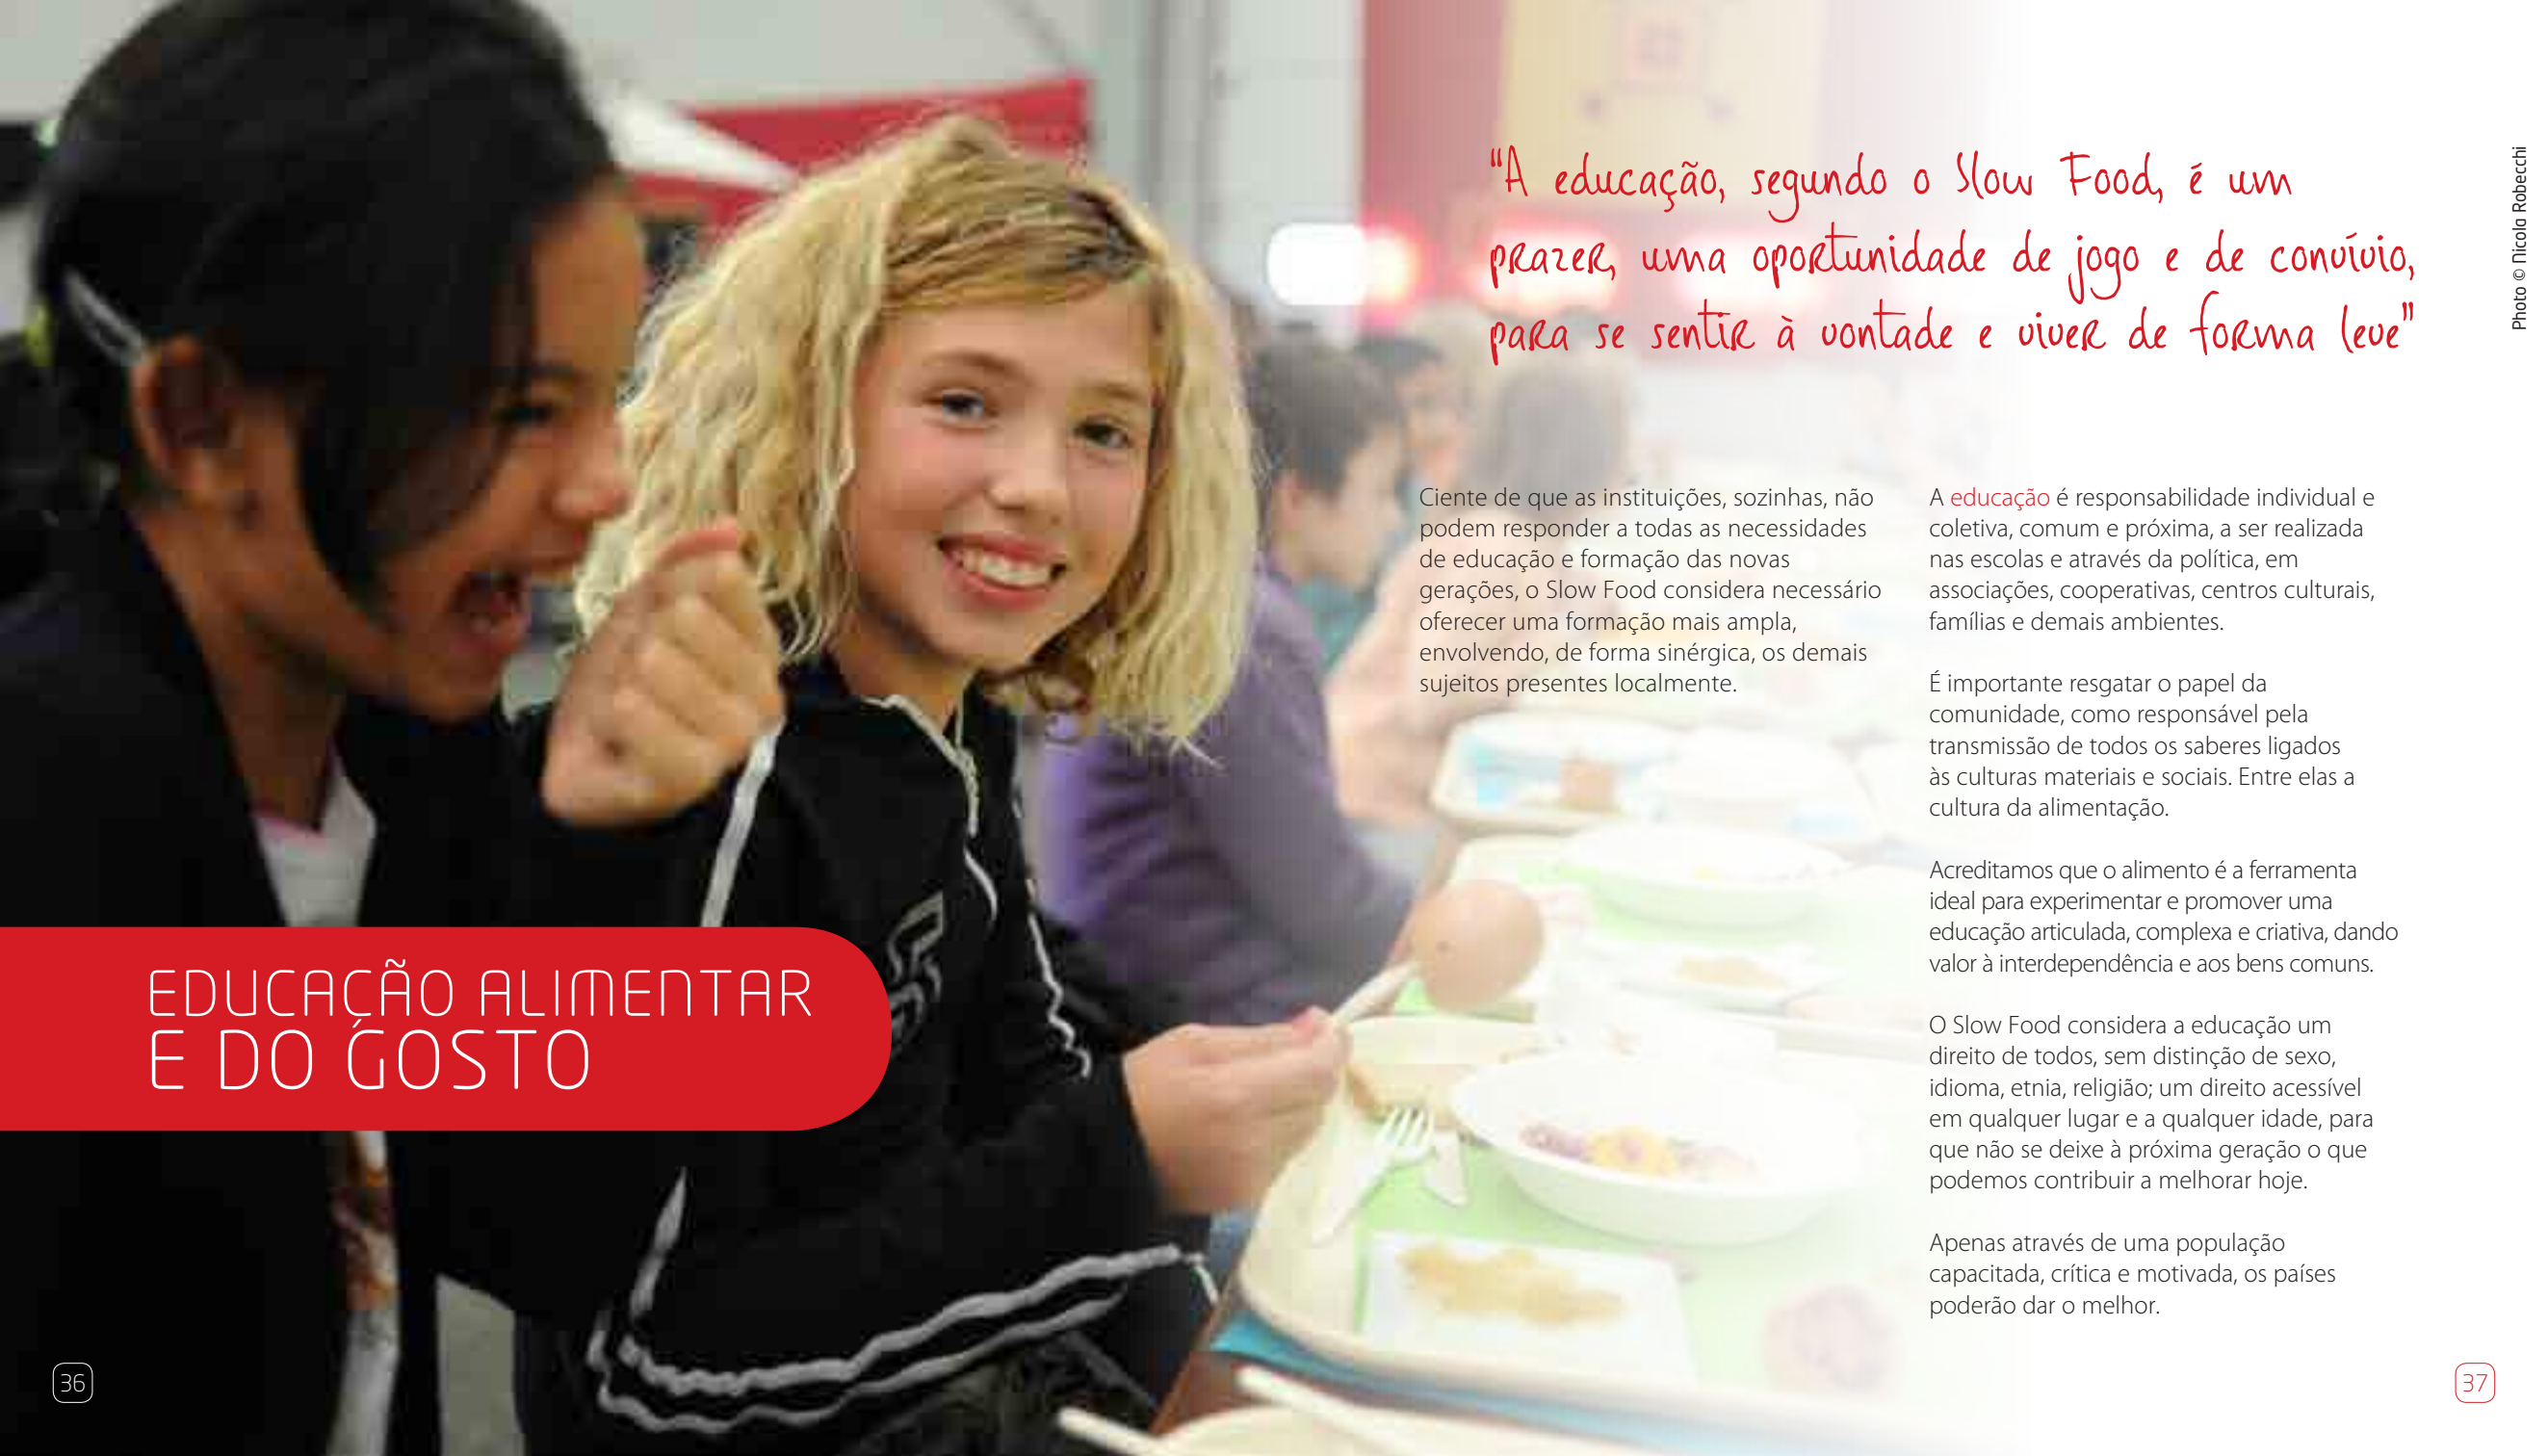 “A educação, segundo o Slow Food, é um
prazer, uma oportunidade de jogo e de convívio,
para se sentir à vontade e viver de forma leve”
Photo © Nicola Robecchi
Ciente de que as instituições, sozinhas, não
podem responder a todas as necessidades
de educação e formação das novas
gerações, o Slow Food considera necessário
oferecer uma formação mais ampla,
envolvendo, de forma sinérgica, os demais
sujeitos presentes localmente.
A educação é responsabilidade individual e
coletiva, comum e próxima, a ser realizada
nas escolas e através da política, em
associações, cooperativas, centros culturais,
famílias e demais ambientes.
É importante resgatar o papel da
comunidade, como responsável pela
transmissão de todos os saberes ligados
às culturas materiais e sociais. Entre elas a
cultura da alimentação.
Acreditamos que o alimento é a ferramenta
ideal para experimentar e promover uma
educação articulada, complexa e criativa, dando
valor à interdependência e aos bens comuns.
O Slow Food considera a educação um
direito de todos, sem distinção de sexo,
idioma, etnia, religião; um direito acessível
em qualquer lugar e a qualquer idade, para
que não se deixe à próxima geração o que
podemos contribuir a melhorar hoje.
Apenas através de uma população
capacitada, crítica e motivada, os países
poderão dar o melhor.
EDUCAÇÃO ALIMENTAR
E DO GOSTO
36
37